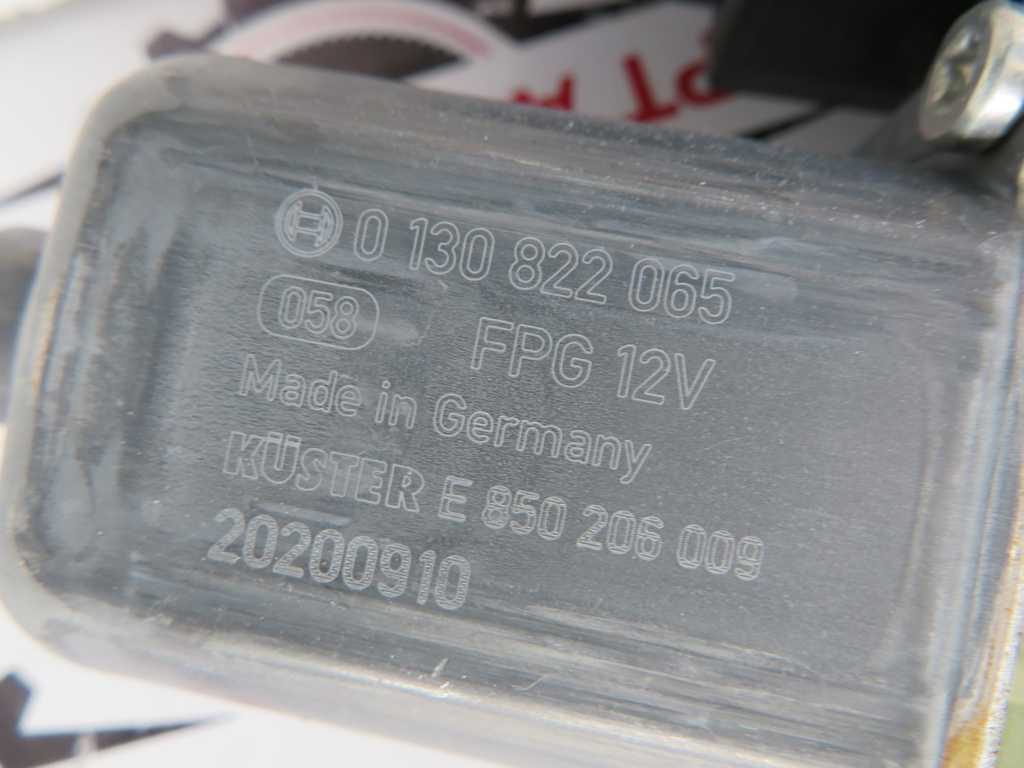 0 130 822 065
058 FPG 12V
Made in Germany
KÜSTER E 850 206 009
20200910